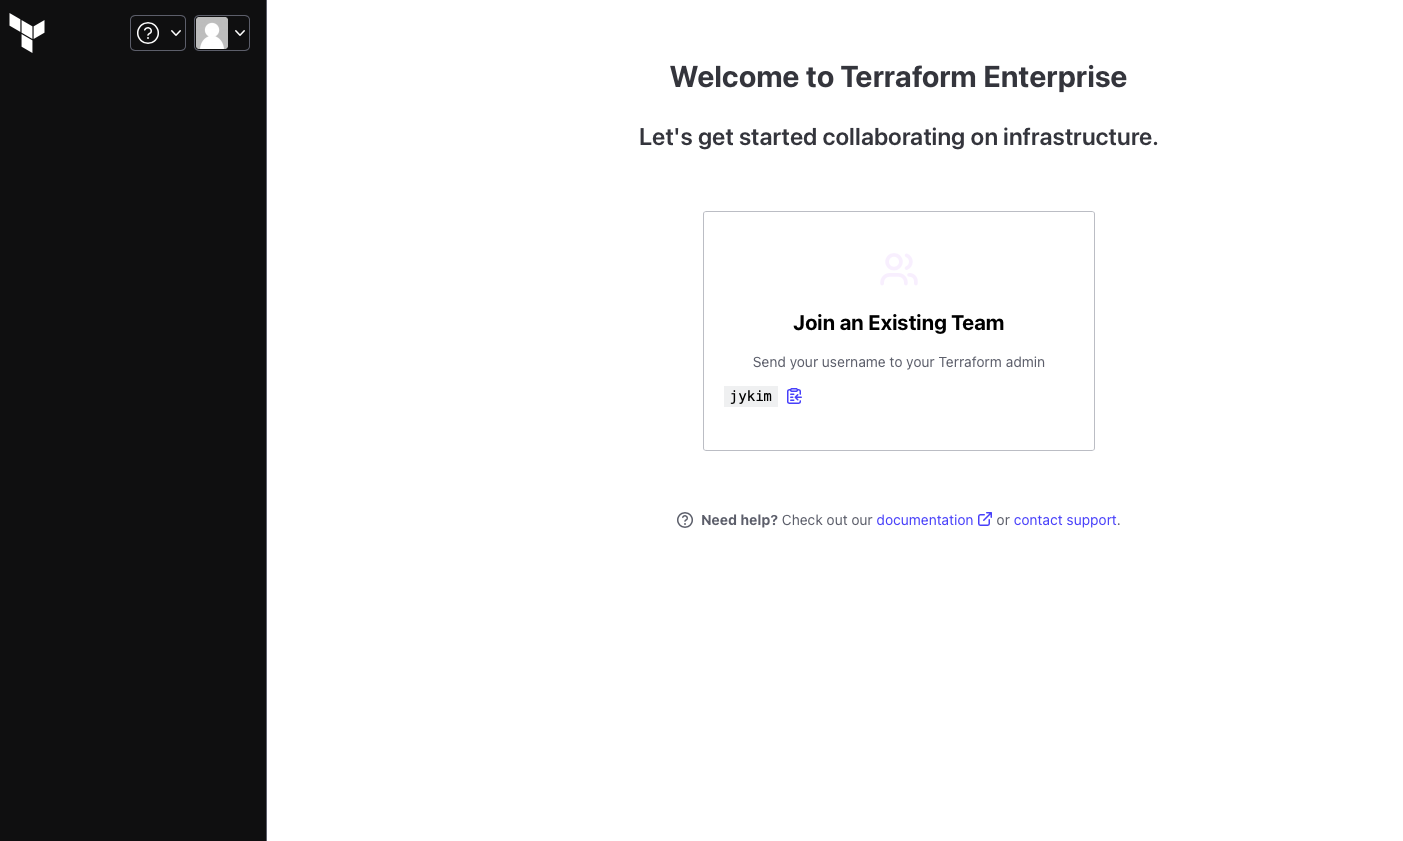 Welcome to Terraform Enterprise
Let's get started collaborating on infrastructure.
Join an Existing Team
Send your username to your Terraform admin
jykim
Need help? Check out our documentation or contact support.